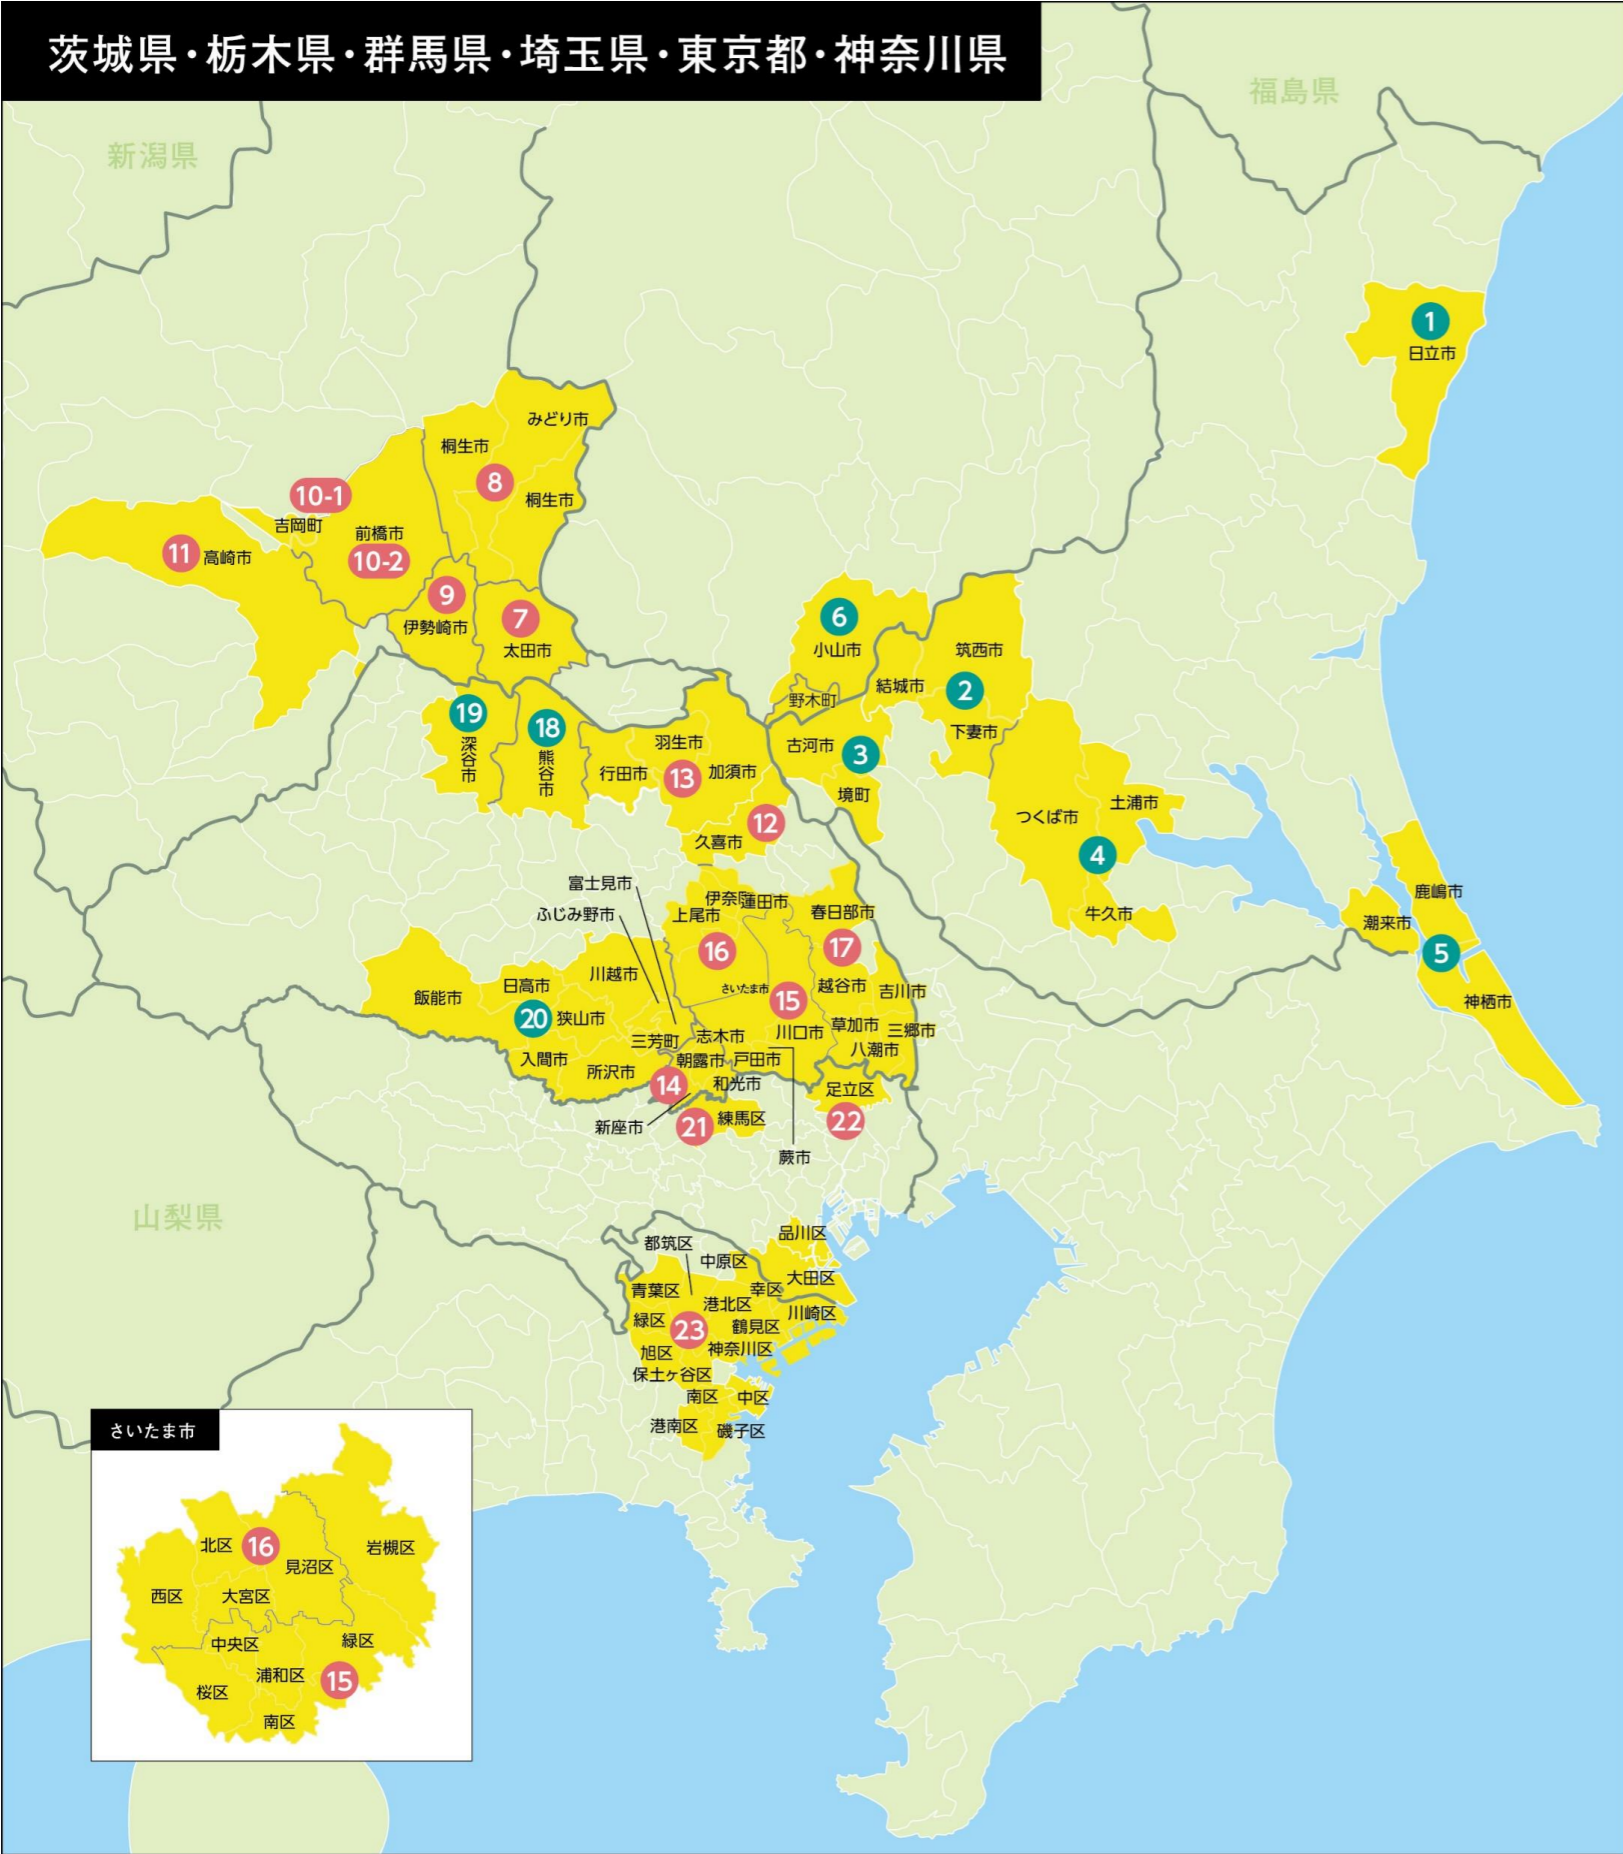 茨城県・栃木県・群馬県・埼玉県・東京都・神奈川県
福島県
新潟県
1
日立市
みどり市
桐生市
8
桐生市
10-1
吉岡町
前橋市
10-2
11
高崎市
9
伊勢崎市
7
太田市
6
小山市
野木町
結城市
筑西市
2
下妻市
19
深谷市
18
熊谷市
羽生市
行田市
13
加須市
12
久喜市
古河市
3
境町
つくば市
土浦市
4
牛久市
鹿嶋市
潮来市
5
神栖市
富士見市
ふじみ野市
伊奈町
蓮田市
上尾市
16
春日部市
17
さいたま市
15
越谷市
吉川市
川口市
草加市
三郷市
八潮市
川越市
日高市
飯能市
20
狭山市
入間市
所沢市
三芳町
志木市
朝霞市
戸田市
14
和光市
新座市
21
練馬区
足立区
22
蕨市
山梨県
品川区
都筑区
中原区
大田区
青葉区
幸区
港北区
川崎区
緑区
23
鶴見区
旭区
神奈川区
保土ヶ谷区
南区
中区
港南区
磯子区
さいたま市
北区
16
見沼区
岩槻区
西区
大宮区
中央区
緑区
浦和区
15
桜区
南区